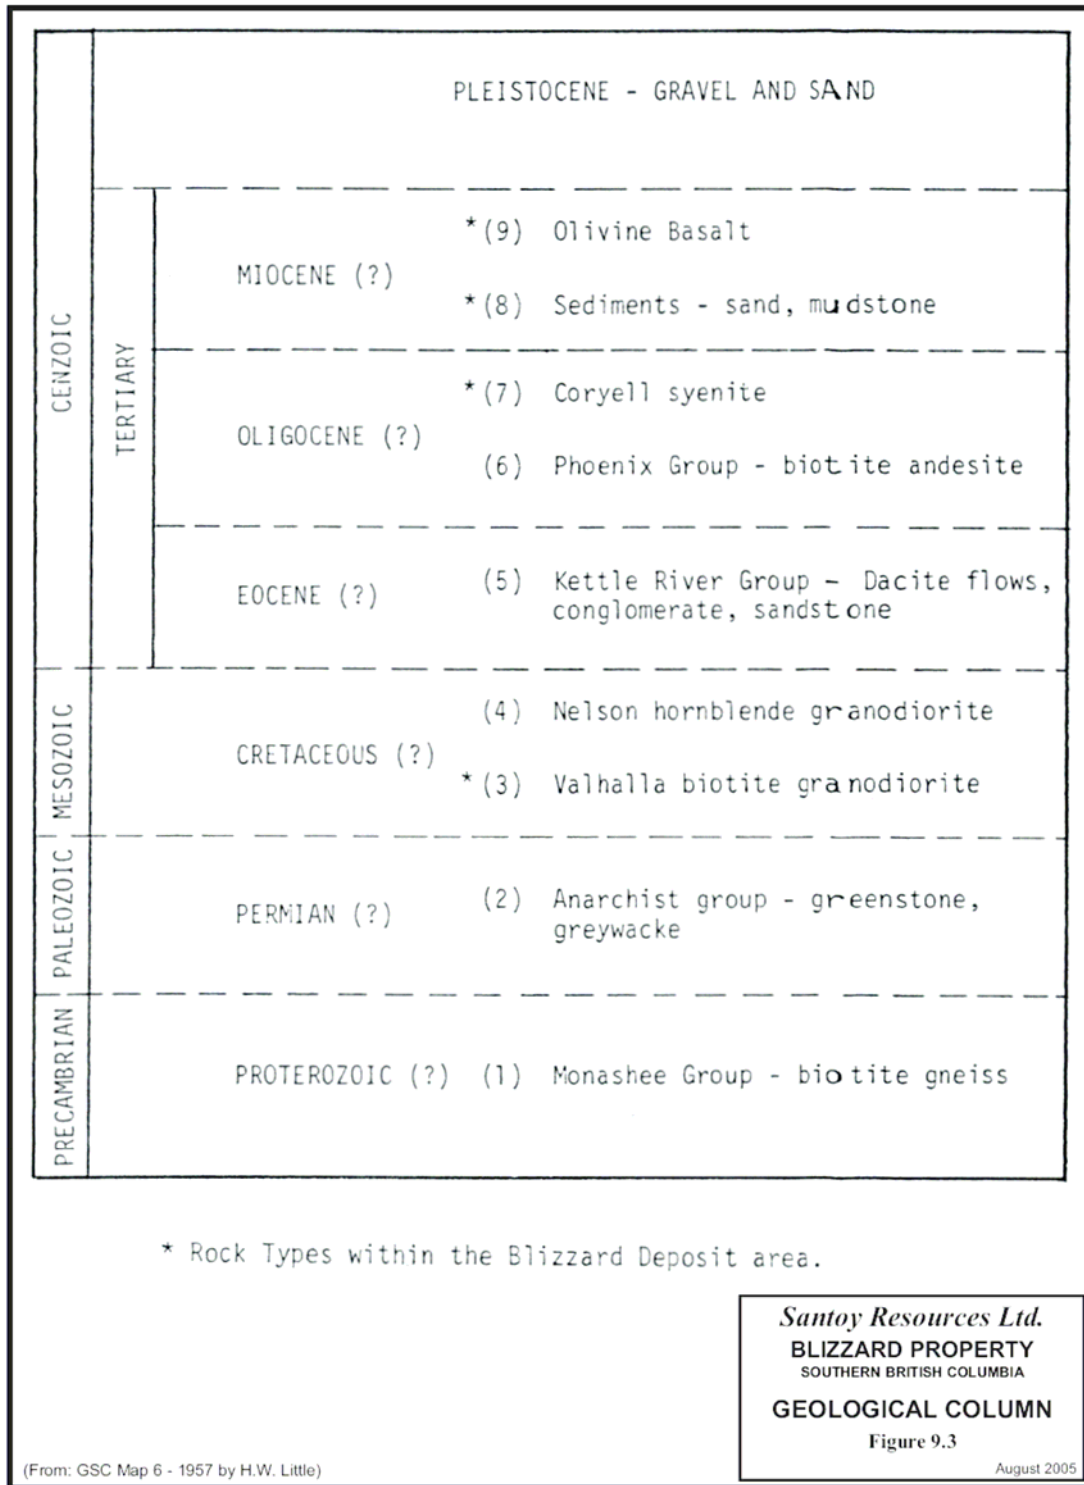 PLEISTOCENE - GRAVEL AND SAND
CENZOIC
TERTIARY
MIOCENE (?)
*(9) Olivine Basalt
*(8) Sediments - sand, mudstone
OLIGOCENE (?)
*(7) Coryell syenite
(6) Phoenix Group - biotite andesite
EOCENE (?)
(5) Kettle River Group - Dacite flows,
conglomerate, sandstone
MESOZOIC
CRETACEOUS (?)
(4) Nelson hornblende granodiorite
*(3) Valhalla biotite granodiorite
PALEOZOIC
PERMIAN (?)
(2) Anarchist group - greenstone,
greywacke
PRECAMBRIAN
PROTEROZOIC (?) (1) Monashee Group - biotite gneiss
* Rock Types within the Blizzard Deposit area.
Santoy Resources Ltd.
BLIZZARD PROPERTY
SOUTHERN BRITISH COLUMBIA
GEOLOGICAL COLUMN
Figure 9.3
August 2005
(From: GSC Map 6 - 1957 by H.W. Little)